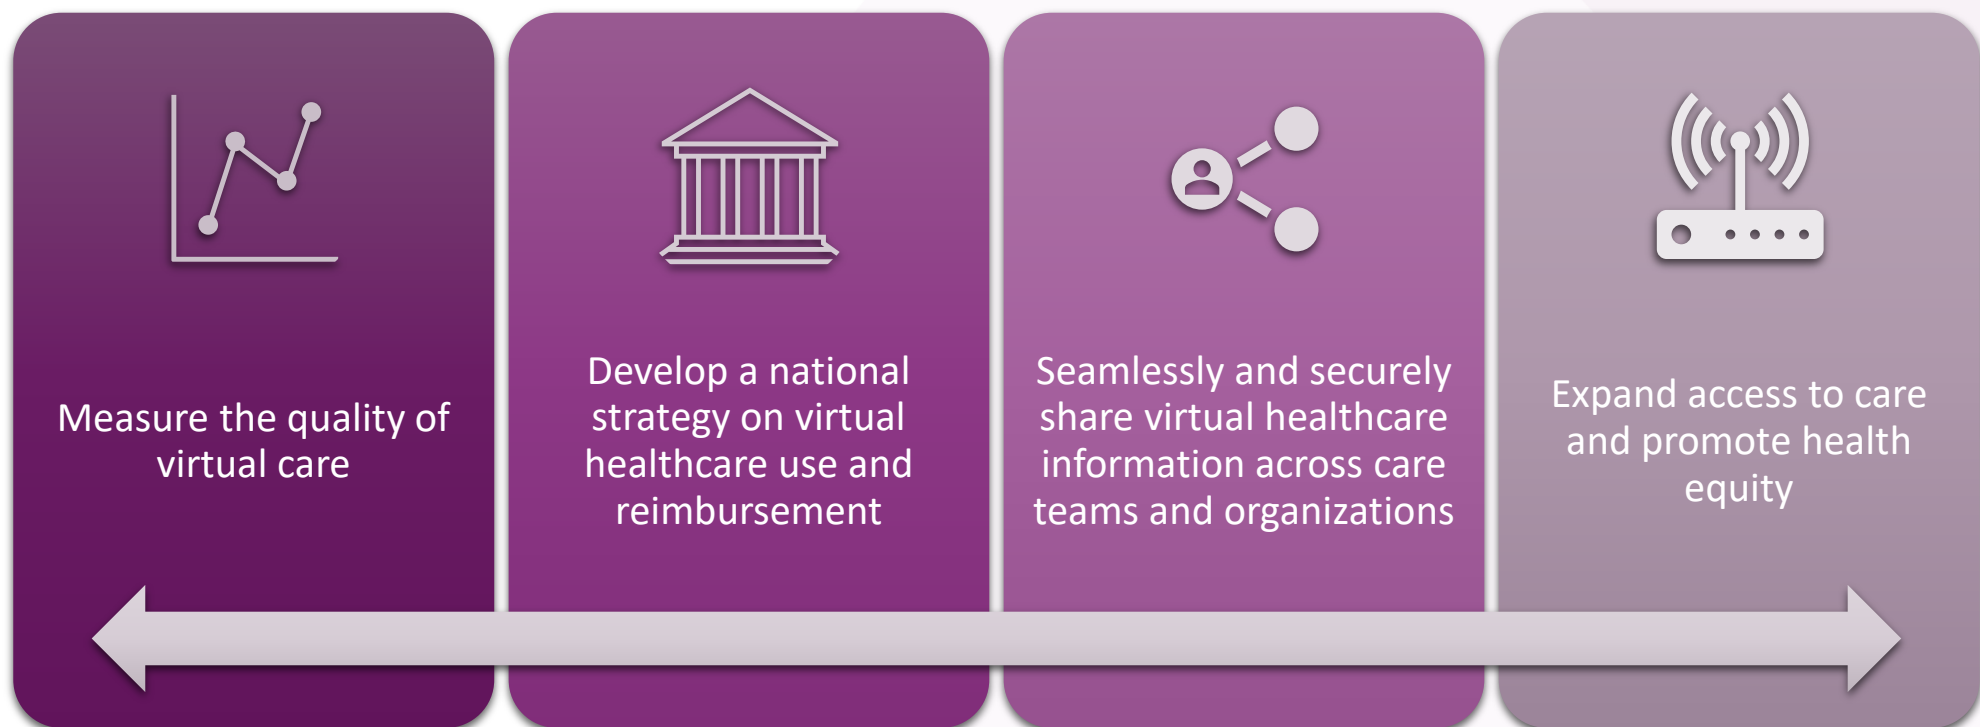 Measure the quality of
virtual care
Develop a national
strategy on virtual
healthcare use and
reimbursement
Seamlessly and securely
share virtual healthcare
information across care
teams and organizations
Expand access to care
and promote health
equity